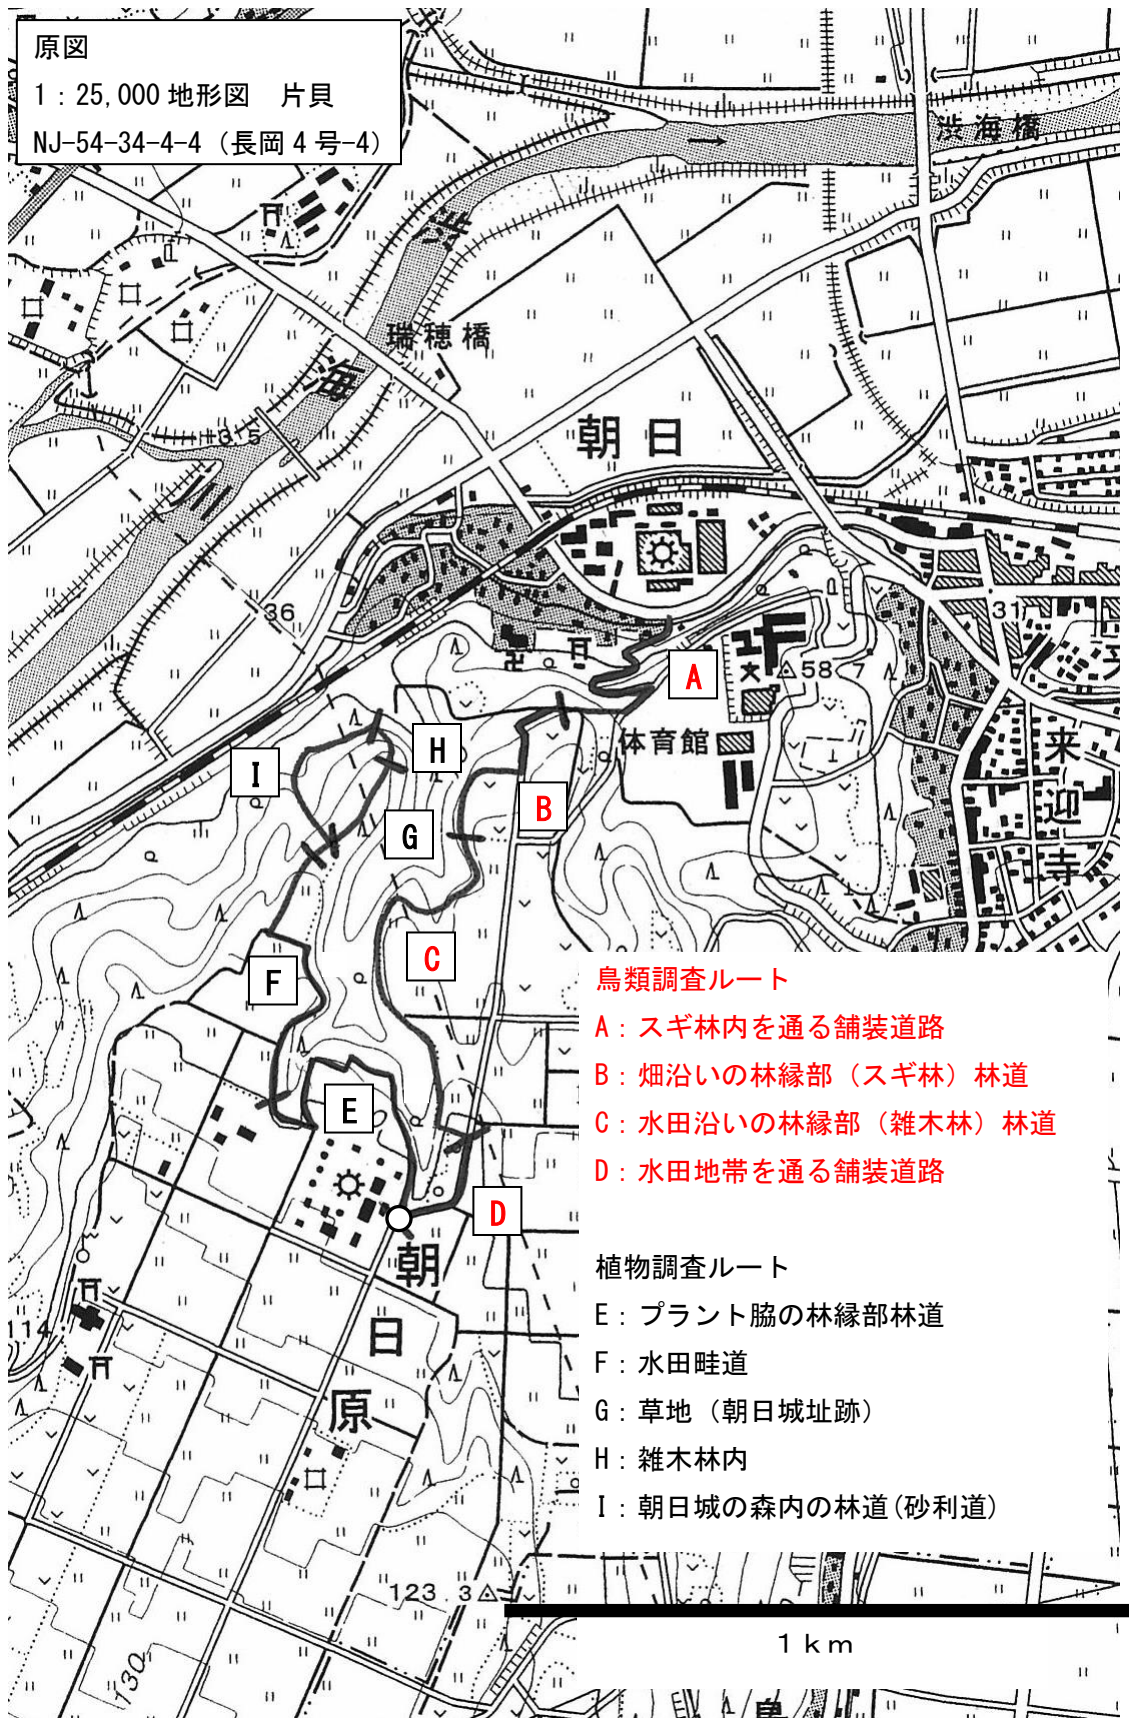 原図
1：25,000 地形図　片貝
NJ-54-34-4-4（長岡 4 号-4）
渋海橋
渋
瑞穂橋
海
朝日
3.5
川
36
31
A
58.7
H
体育館
来迎寺
I
B
G
C
F
E
D
朝日原
114
123.3
130
鳥類調査ルート
A：スギ林内を通る舗装道路
B：畑沿いの林縁部（スギ林）林道
C：水田沿いの林縁部（雑木林）林道
D：水田地帯を通る舗装道路
植物調査ルート
E：プラント脇の林縁部林道
F：水田畦道
G：草地（朝日城址跡）
H：雑木林内
I：朝日城の森内の林道(砂利道)
1 km